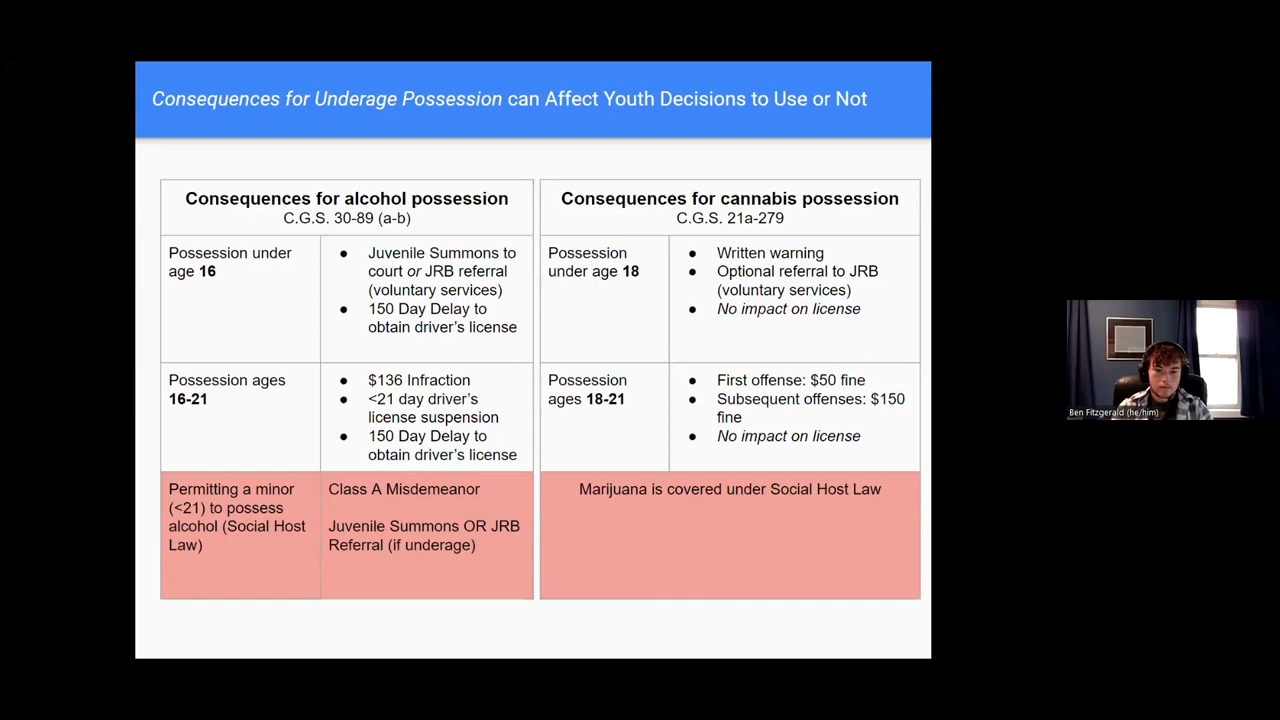 Consequences for Underage Possession can Affect Youth Decisions to Use or Not
Consequences for alcohol possession
C.G.S. 30-89 (a-b)
Possession under
age 16
● Juvenile Summons to
court or JRB referral
(voluntary services)
● 150 Day Delay to
obtain driver's license
Possession ages
16-21
● $136 Infraction
● <21 day driver's
license suspension
● 150 Day Delay to
obtain driver's license
Permitting a minor
(<21) to possess
alcohol (Social Host
Law)
Class A Misdemeanor
Juvenile Summons OR JRB
Referral (if underage)
Consequences for cannabis possession
C.G.S. 21a-279
Possession
under age 18
● Written warning
● Optional referral to JRB
(voluntary services)
● No impact on license
Possession
ages 18-21
● First offense: $50 fine
● Subsequent offenses: $150
fine
● No impact on license
Marijuana is covered under Social Host Law
Ben Fitzgerald (he/him)